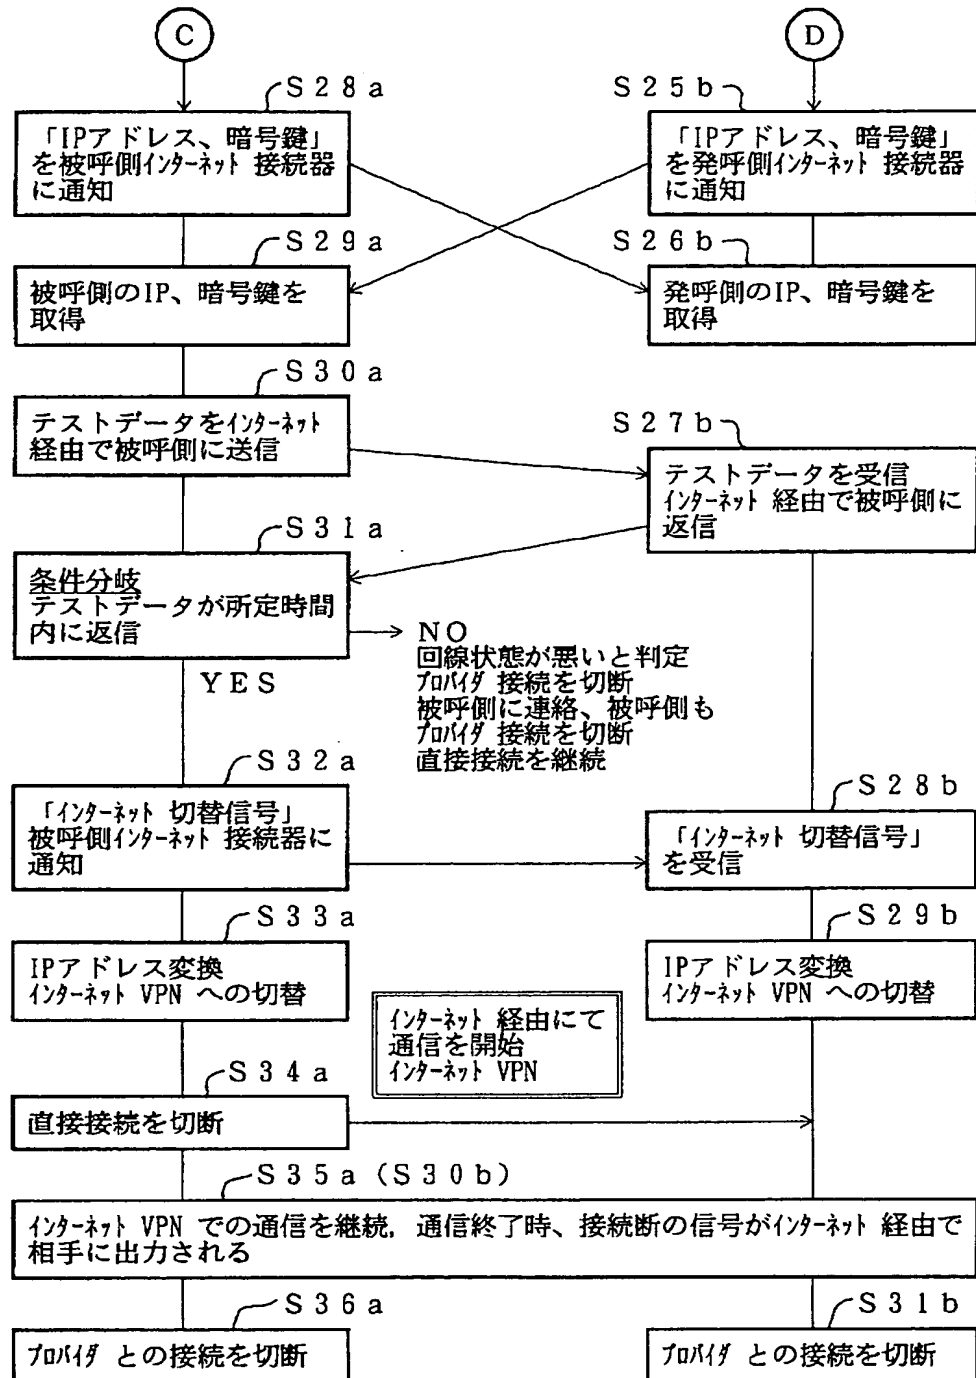 C
D
S28a
S25b
「IPアドレス、暗号鍵」
を被呼側インターネット 接続器
に通知
「IPアドレス、暗号鍵」
を発呼側インターネット 接続器
に通知
S29a
S26b
被呼側のIP、暗号鍵を
取得
発呼側のIP、暗号鍵を
取得
S30a
テストデータをインターネット
経由で被呼側に送信
S27b
テストデータを受信
インターネット 経由で被呼側に
返信
S31a
条件分岐
テストデータが所定時間
内に返信
NO
回線状態が悪いと判定
プロバイダ 接続を切断
被呼側に連絡、被呼側も
プロバイダ 接続を切断
直接接続を継続
YES
S32a
「インターネット 切替信号」
被呼側インターネット 接続器に
通知
S28b
「インターネット 切替信号」
を受信
S33a
S29b
IPアドレス変換
インターネット VPN への切替
IPアドレス変換
インターネット VPN への切替
インターネット 経由にて
通信を開始
インターネット VPN
S34a
直接接続を切断
S35a (S30b)
インターネット VPN での通信を継続, 通信終了時、接続断の信号がインターネット 経由で
相手に出力される
S36a
S31b
プロバイダ との接続を切断
プロバイダ との接続を切断